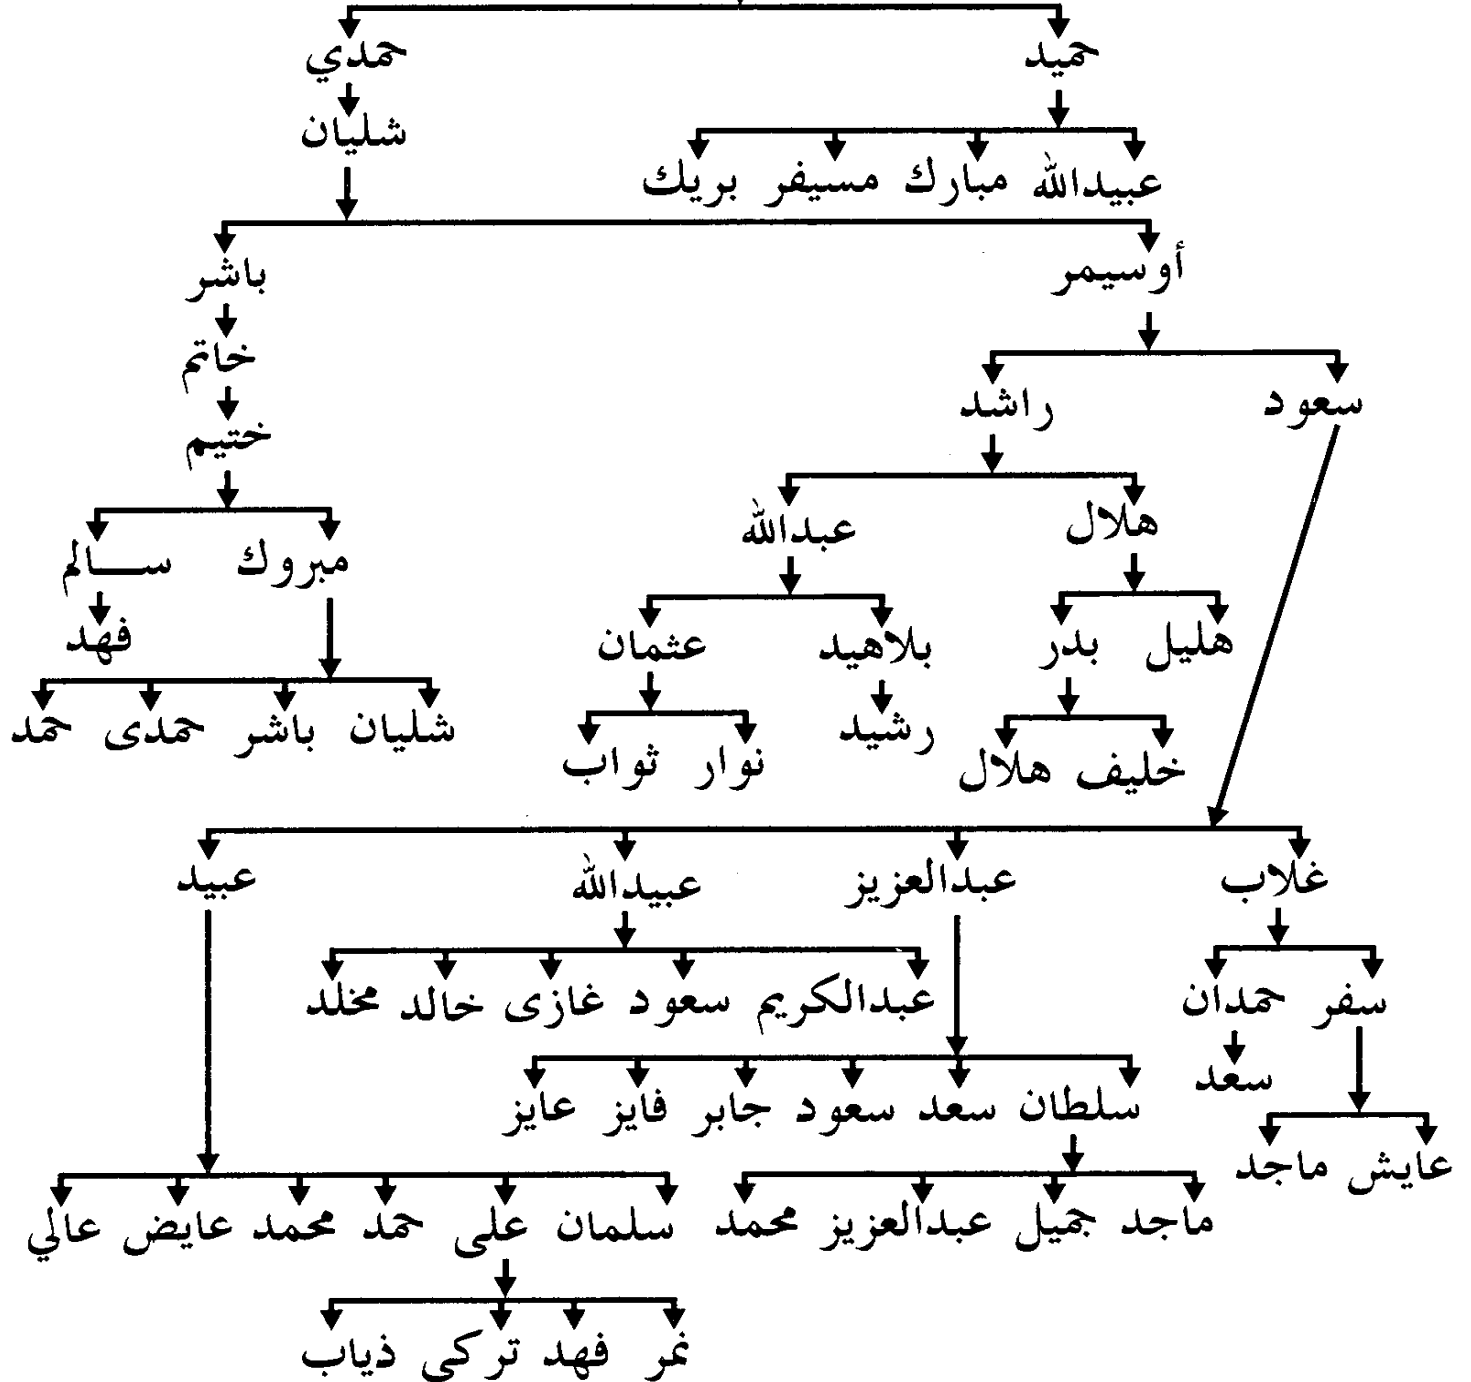 حميد حمدي
شليان
عبيدالله مبارك مسيفر بريك
أوسيمر باشر
خاتم
سعود راشد
ختيم
هلال عبدالله
مبروك سالم
هليل بدر بلاهيد عثمان فهد
رشيد شليان باشر حمدى حمد
خليف هلال نوار ثواب
غلاب عبدالعزيز عبيدالله عبيد
سفر حمدان عبدالكريم سعود غازى خالد مخلد
سعد
سلطان سعد سعود جابر فايز عايز
عايش ماجد
ماجد جميل عبدالعزيز محمد سلمان على حمد محمد عايض عالي
نمر فهد تركى ذياب